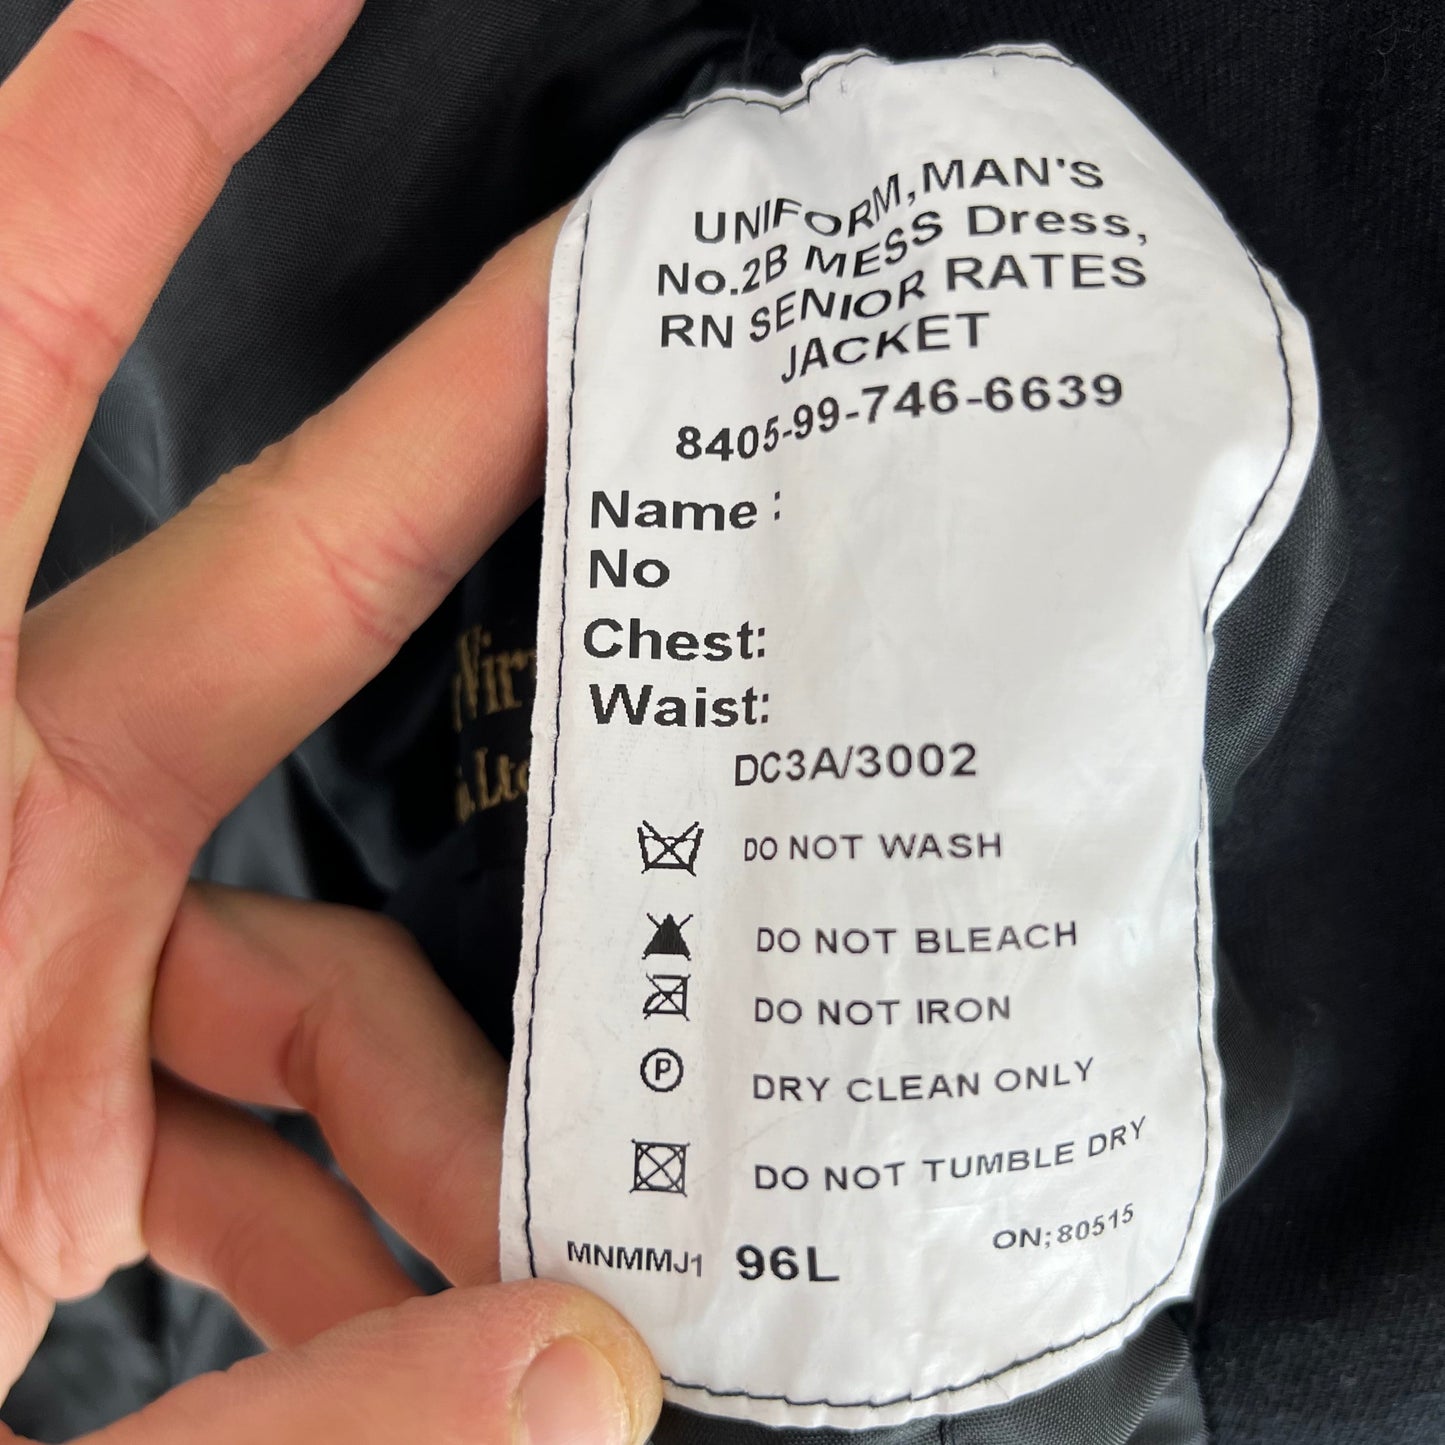 UNIFORM,MAN'S
No.2B MESS Dress,
RN SENIOR RATES
JACKET
8405-99-746-6639
Name :
No
Chest:
Waist:
DC3A/3002
DO NOT WASH
DO NOT BLEACH
DO NOT IRON
P DRY CLEAN ONLY
DO NOT TUMBLE DRY
ON;80515
MNMMJ1 96L